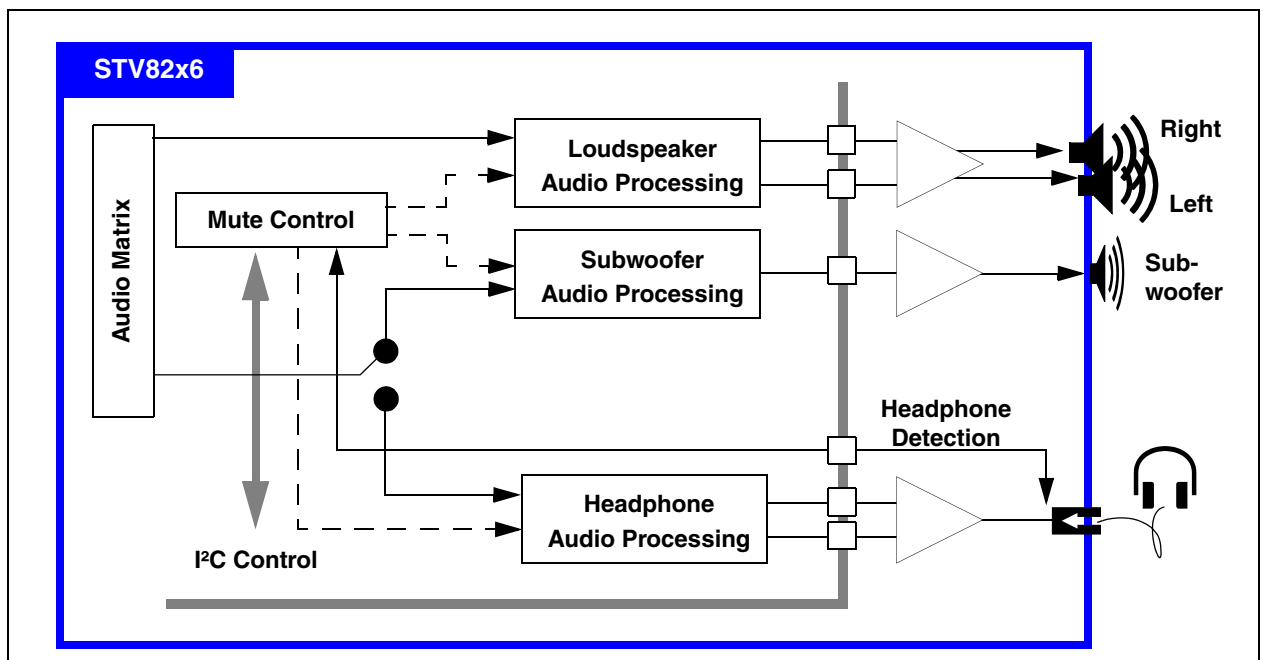 STV82x6
Audio Matrix
Mute Control
I²C Control
Loudspeaker
Audio Processing
Subwoofer
Audio Processing
Headphone
Audio Processing
Headphone
Detection
Right
Left
Sub-
woofer